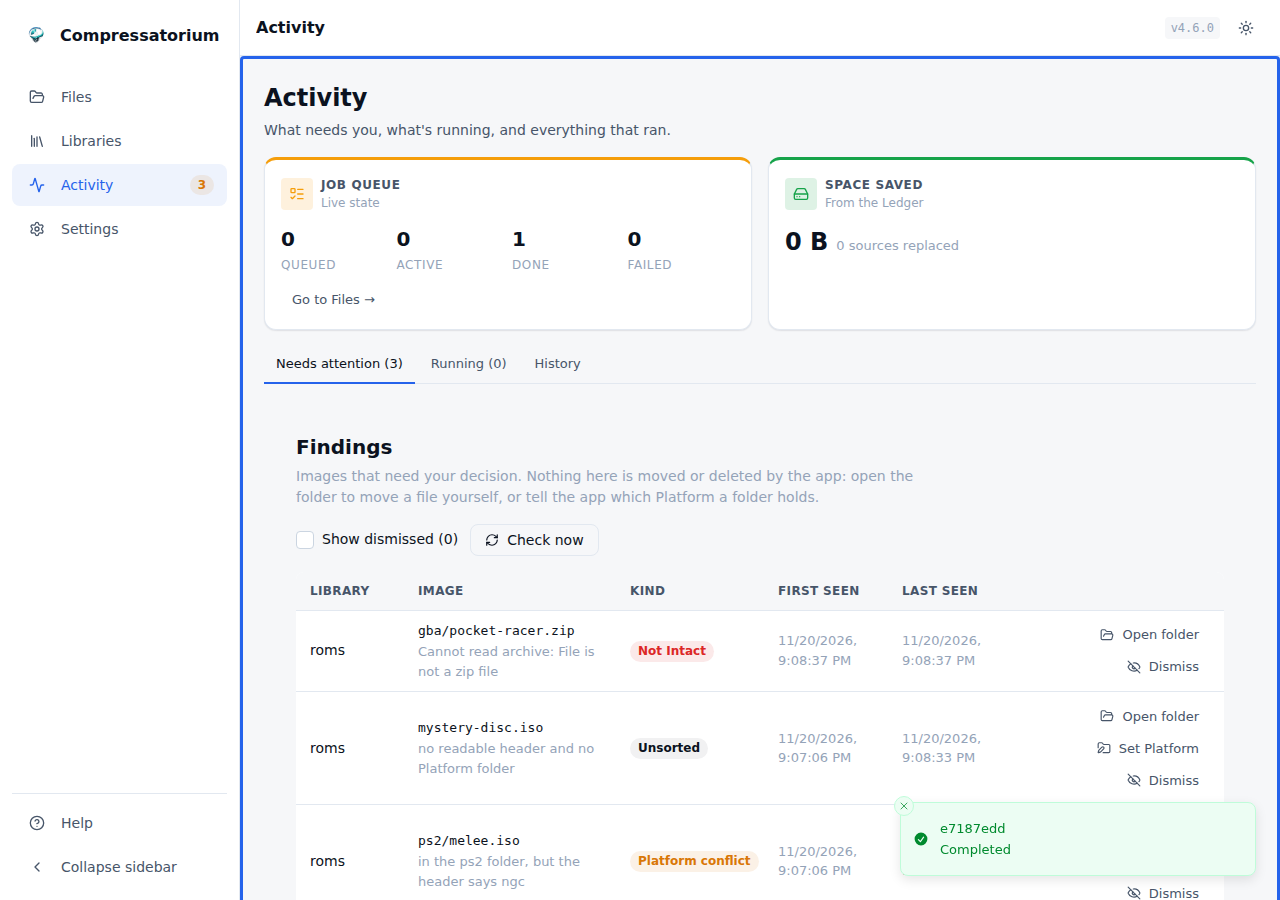 Compressatorium
Files
Libraries
Activity 3
Settings
Help
Collapse sidebar
Activity
v4.6.0
Activity
What needs you, what's running, and everything that ran.
JOB QUEUE
Live state
0 0 1 0
QUEUED ACTIVE DONE FAILED
Go to Files →
SPACE SAVED
From the Ledger
0 B 0 sources replaced
Needs attention (3) Running (0) History
Findings
Images that need your decision. Nothing here is moved or deleted by the app: open the
folder to move a file yourself, or tell the app which Platform a folder holds.
Show dismissed (0) Check now
LIBRARY IMAGE KIND FIRST SEEN LAST SEEN
roms
gba/pocket-racer.zip
Cannot read archive: File is
not a zip file
Not Intact
11/20/2026,
9:08:37 PM
11/20/2026,
9:08:37 PM
Open folder
Dismiss
roms
mystery-disc.iso
no readable header and no
Platform folder
Unsorted
11/20/2026,
9:07:06 PM
11/20/2026,
9:08:33 PM
Open folder
Set Platform
Dismiss
roms
ps2/melee.iso
in the ps2 folder, but the
header says ngc
Platform conflict
11/20/2026,
9:07:06 PM
Dismiss
e7187edd
Completed